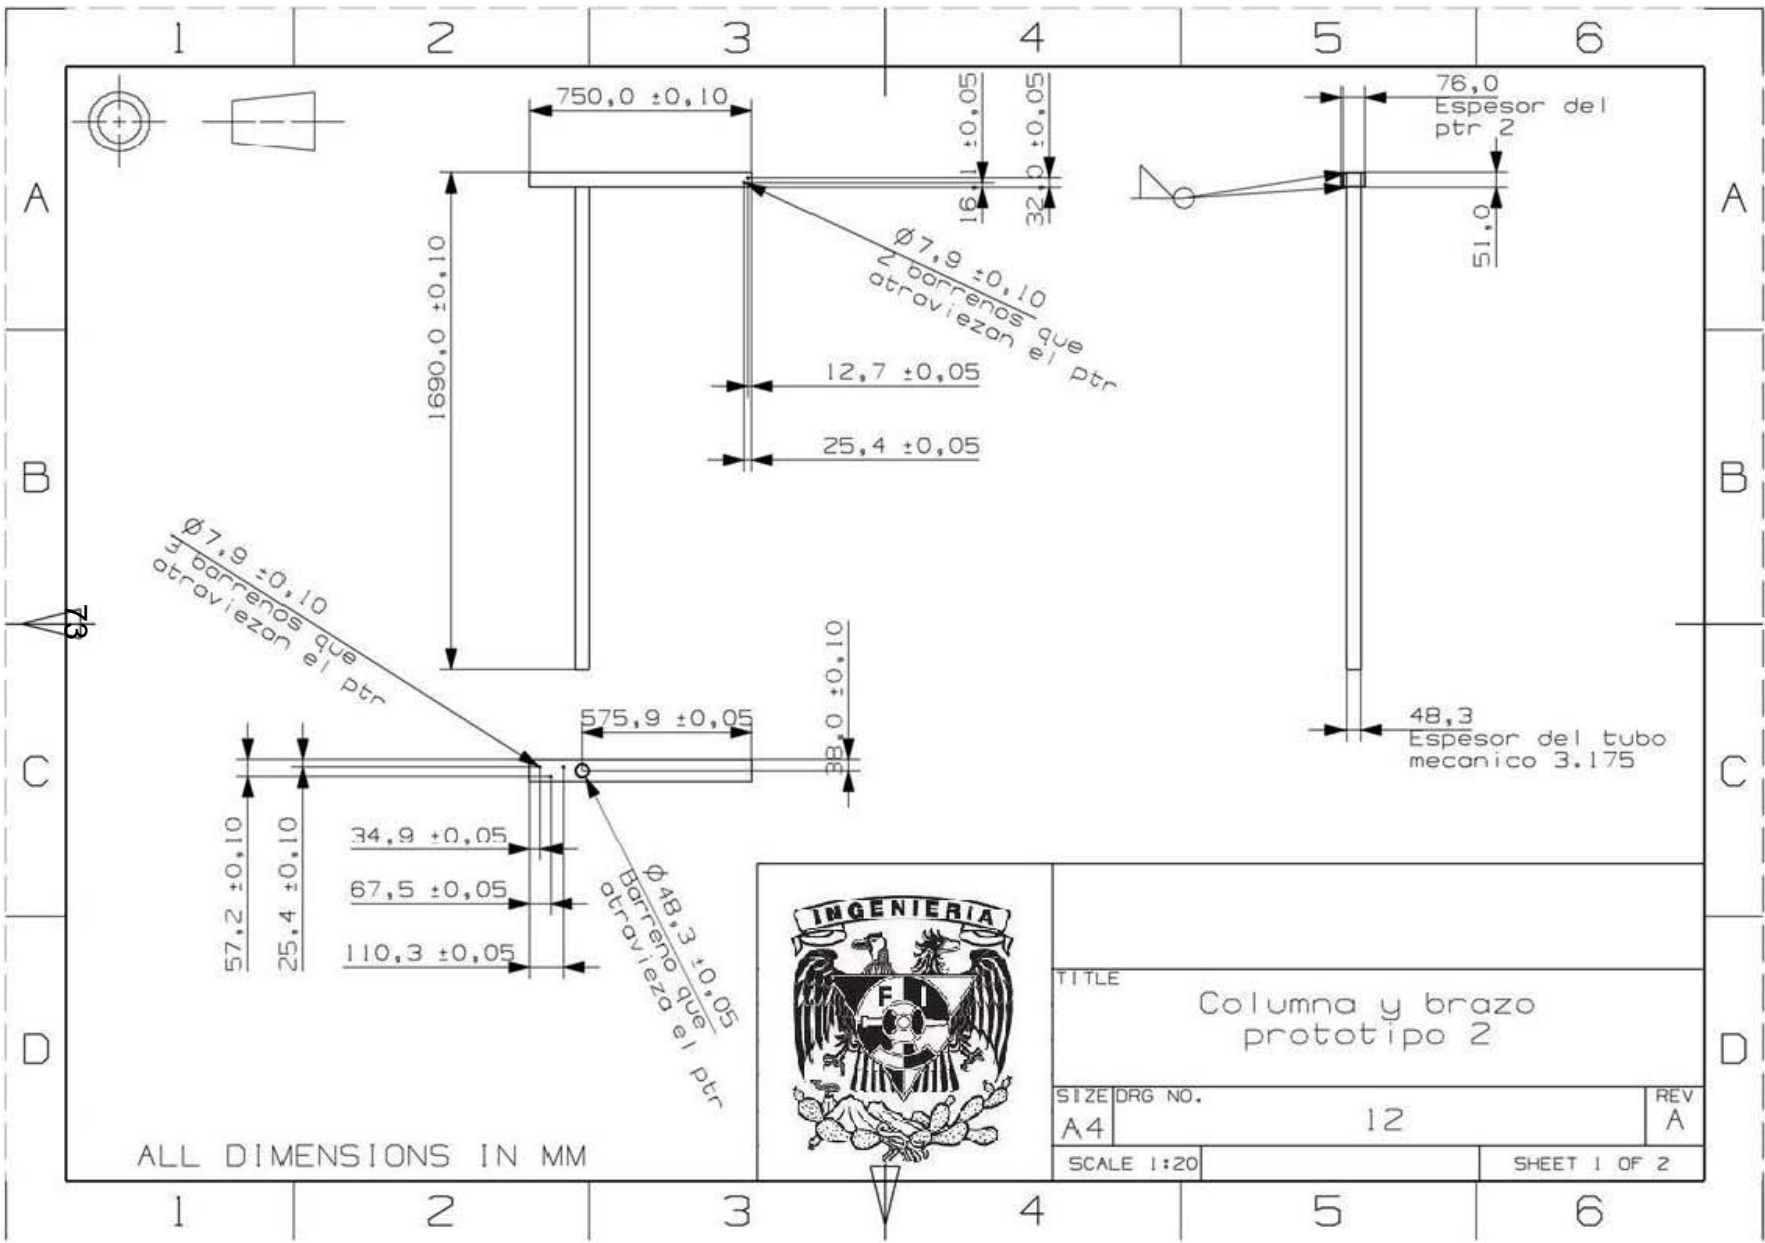 1 2 3 4 5 6
A
A
B
B
C
C
D
D
750,0 ±0,10
16,1 ±0,05
32,0 ±0,05
76,0
Espesor del
ptr 2
51,0
1690,0 ±0,10
Ø7,9 ±0,10
2 barrenos que
atraviezan el ptr
12,7 ±0,05
25,4 ±0,05
Ø7,9 ±0,10
3 barrenos que
atraviezan el ptr
73
575,9 ±0,05
38,0 ±0,10
48,3
Espesor del tubo
mecanico 3.175
57,2 ±0,10
25,4 ±0,10
34,9 ±0,05
67,5 ±0,05
110,3 ±0,05
Ø48,3 ±0,05
Barreno que
atravieza el ptr
INGENIERIA
F I
TITLE
Columna y brazo
prototipo 2
SIZE DRG NO. REV
A4 12 A
SCALE 1:20 SHEET 1 OF 2
ALL DIMENSIONS IN MM
1 2 3 4 5 6